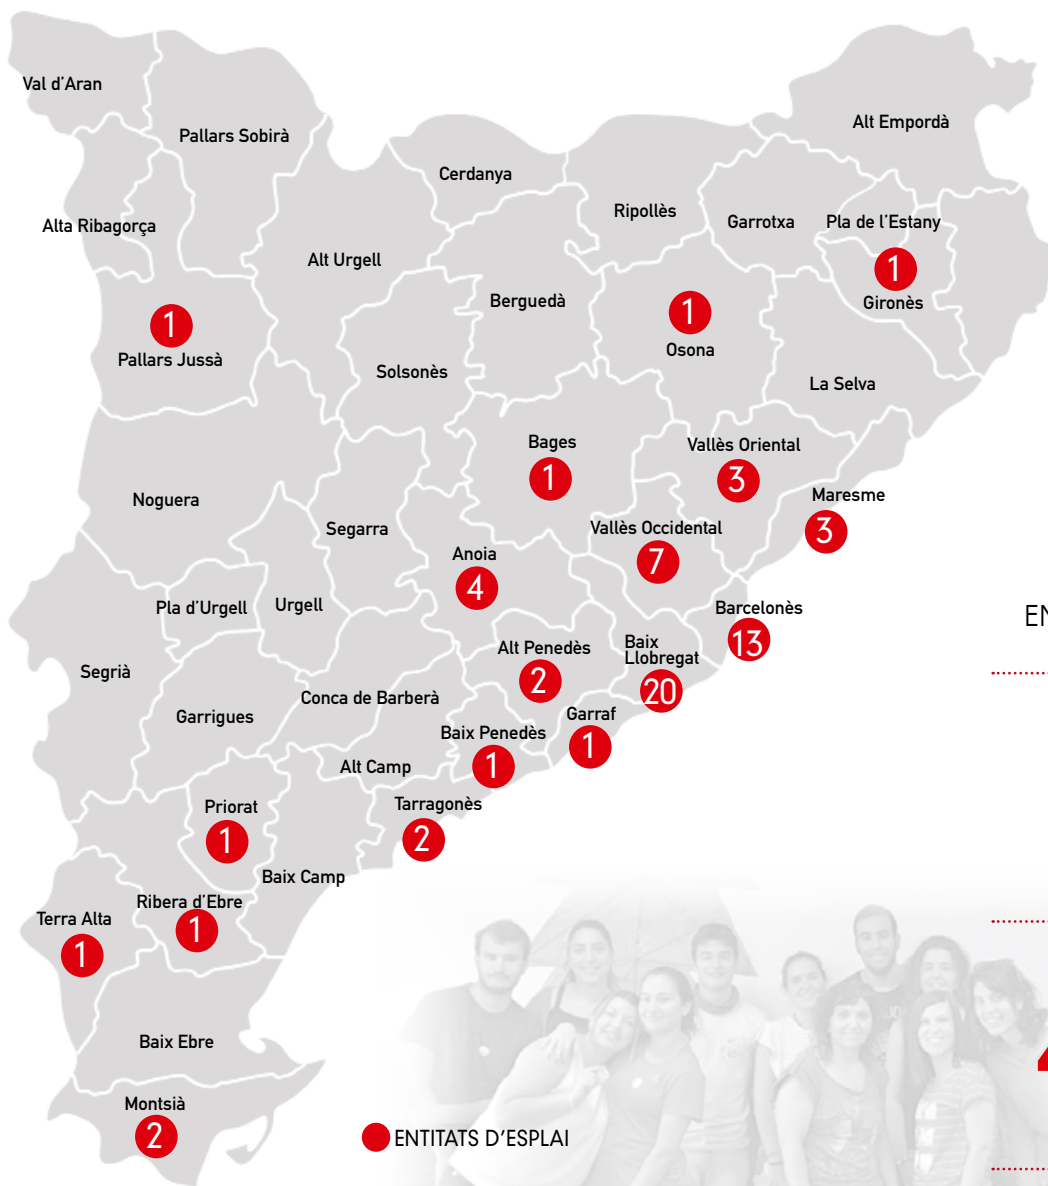 Val d'Aran
Pallars Sobirà
Alt Empordà
Cerdanya
Ripollès
Garrotxa
Pla de l'Estany
Alta Ribagorça
Alt Urgell
1
Gironès
Berguedà
1
Osona
1
Pallars Jussà
Solsonès
La Selva
Bages
1
Vallès Oriental
3
Maresme
3
Noguera
Segarra
Vallès Occidental
7
Anoia
4
Pla d'Urgell
Urgell
Barcelonès
13
Alt Penedès
2
Baix
Llobregat
20
Segrià
Conca de Barberà
Garrigues
Garraf
1
Baix Penedès
1
Alt Camp
Tarragonès
2
Priorat
1
Baix Camp
Ribera d'Ebre
1
Terra Alta
1
Baix Ebre
Montsià
2
ENTITATS D'ESPLAI